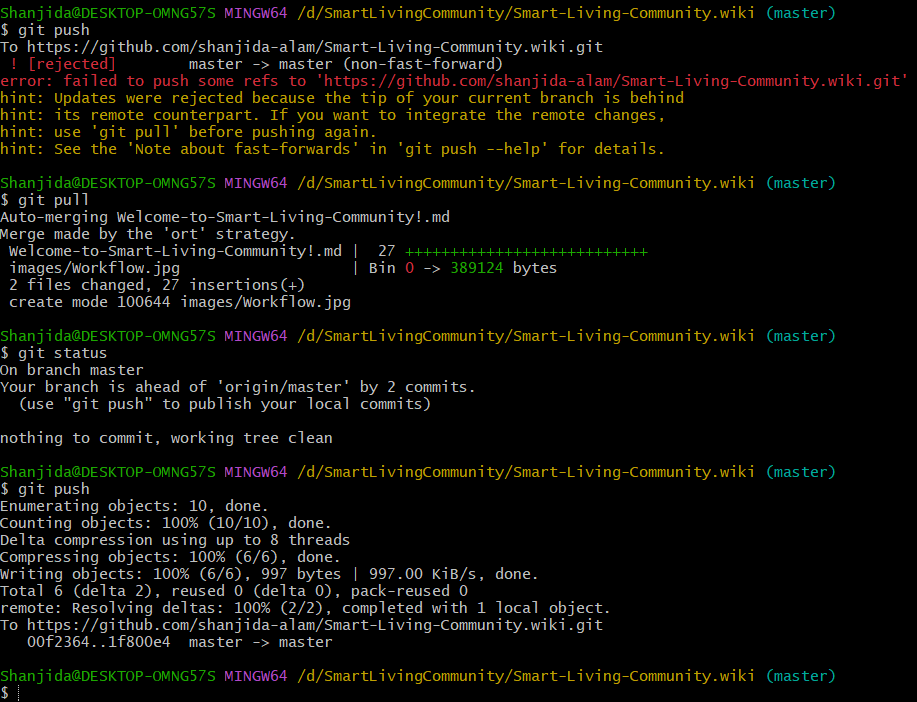 Shanjida@DESKTOP-OMNG57S MINGW64 /d/SmartLivingCommunity/Smart-Living-Community.wiki (master)
$ git push
To https://github.com/shanjida-alam/Smart-Living-Community.wiki.git
 ! [rejected]        master -> master (non-fast-forward)
error: failed to push some refs to 'https://github.com/shanjida-alam/Smart-Living-Community.wiki.git'
hint: Updates were rejected because the tip of your current branch is behind
hint: its remote counterpart. If you want to integrate the remote changes,
hint: use 'git pull' before pushing again.
hint: See the 'Note about fast-forwards' in 'git push --help' for details.

Shanjida@DESKTOP-OMNG57S MINGW64 /d/SmartLivingCommunity/Smart-Living-Community.wiki (master)
$ git pull
Auto-merging Welcome-to-Smart-Living-Community!.md
Merge made by the 'ort' strategy.
 Welcome-to-Smart-Living-Community!.md |  27 +++++++++++++++++++++++++++
 images/Workflow.jpg                   | Bin 0 -> 389124 bytes
 2 files changed, 27 insertions(+)
 create mode 100644 images/Workflow.jpg

Shanjida@DESKTOP-OMNG57S MINGW64 /d/SmartLivingCommunity/Smart-Living-Community.wiki (master)
$ git status
On branch master
Your branch is ahead of 'origin/master' by 2 commits.
  (use "git push" to publish your local commits)

nothing to commit, working tree clean

Shanjida@DESKTOP-OMNG57S MINGW64 /d/SmartLivingCommunity/Smart-Living-Community.wiki (master)
$ git push
Enumerating objects: 10, done.
Counting objects: 100% (10/10), done.
Delta compression using up to 8 threads
Compressing objects: 100% (6/6), done.
Writing objects: 100% (6/6), 997 bytes | 997.00 KiB/s, done.
Total 6 (delta 2), reused 0 (delta 0), pack-reused 0
remote: Resolving deltas: 100% (2/2), completed with 1 local object.
To https://github.com/shanjida-alam/Smart-Living-Community.wiki.git
   00f2364..1f800e4  master -> master

Shanjida@DESKTOP-OMNG57S MINGW64 /d/SmartLivingCommunity/Smart-Living-Community.wiki (master)
$